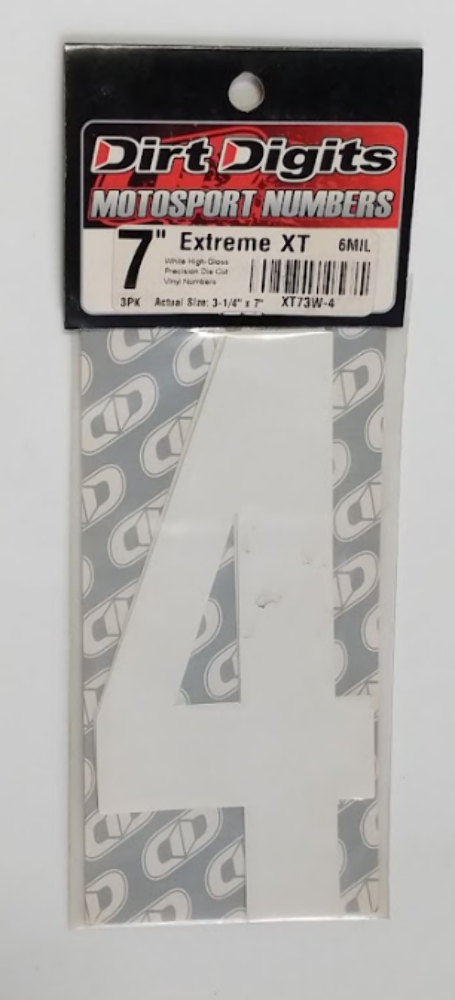 Dirt Digits
MOTOSPORT NUMBERS
7" Extreme XT 6MIL
White High-Gloss
Precision Die Cut
Vinyl Numbers
3PK Actual Size: 3-1/4" x 7" XT73W-4
4